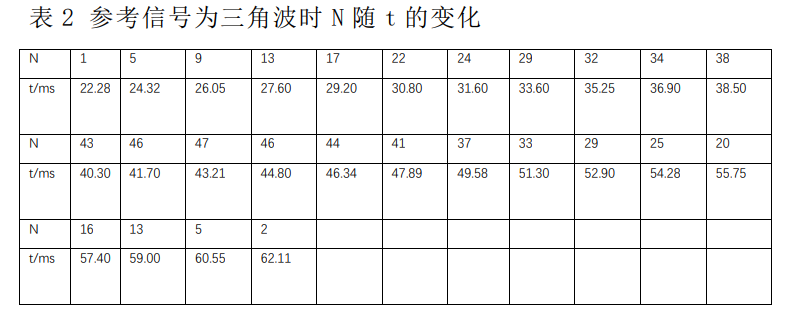 表 2 参考信号为三角波时 N 随 t 的变化
N 1 5 9 13 17 22 24 29 32 34 38
t/ms 22.28 24.32 26.05 27.60 29.20 30.80 31.60 33.60 35.25 36.90 38.50
N 43 46 47 46 44 41 37 33 29 25 20
t/ms 40.30 41.70 43.21 44.80 46.34 47.89 49.58 51.30 52.90 54.28 55.75
N 16 13 5 2
t/ms 57.40 59.00 60.55 62.11